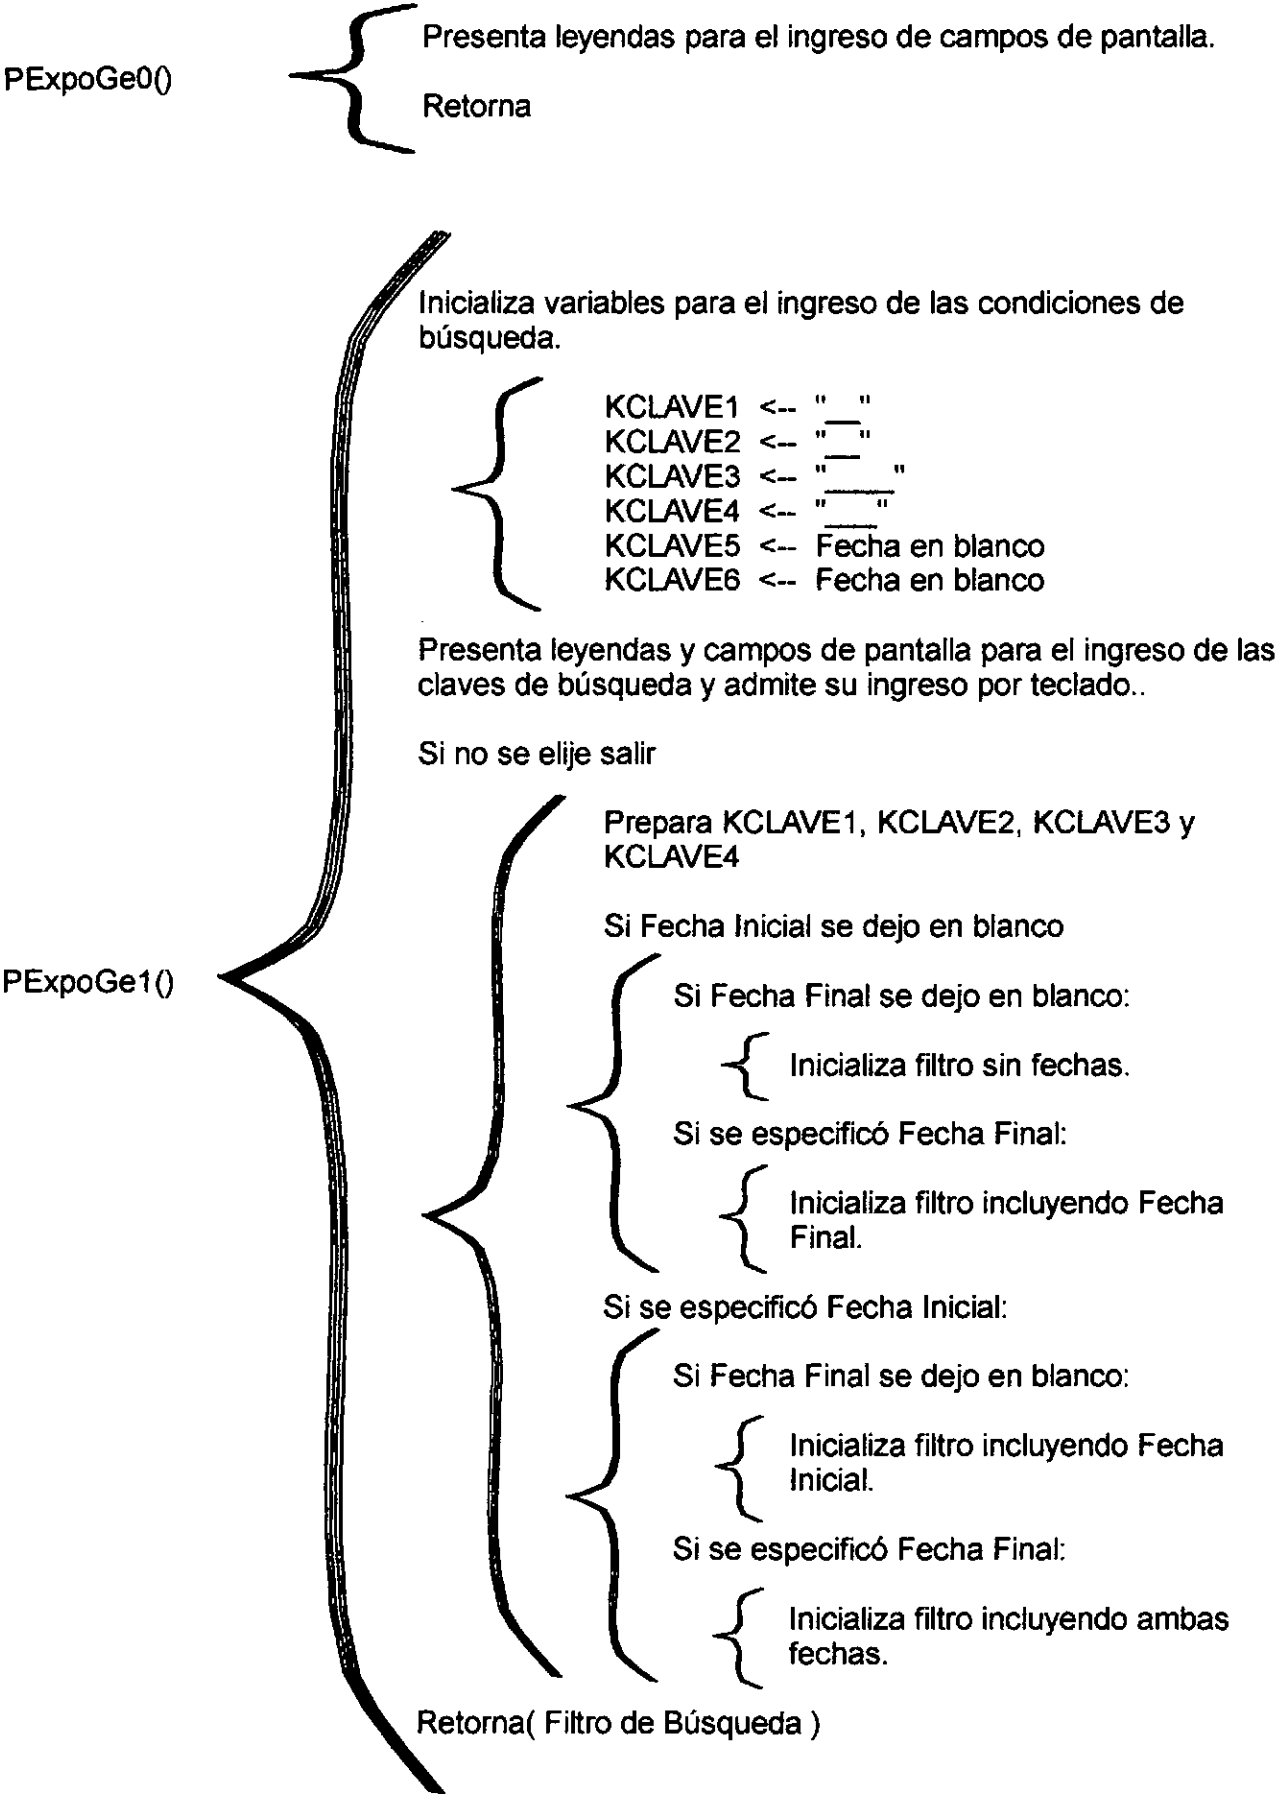 Presenta leyendas para el ingreso de campos de pantalla.
PExpoGe0()
Retorna
Inicializa variables para el ingreso de las condiciones de
búsqueda.
KCLAVE1 <-- "__"
KCLAVE2 <-- "__"
KCLAVE3 <-- "____"
KCLAVE4 <-- "___"
KCLAVE5 <-- Fecha en blanco
KCLAVE6 <-- Fecha en blanco
Presenta leyendas y campos de pantalla para el ingreso de las
claves de búsqueda y admite su ingreso por teclado..
Si no se elije salir
Prepara KCLAVE1, KCLAVE2, KCLAVE3 y
KCLAVE4
Si Fecha Inicial se dejo en blanco
PExpoGe1()
Si Fecha Final se dejo en blanco:
Inicializa filtro sin fechas.
Si se especificó Fecha Final:
Inicializa filtro incluyendo Fecha
Final.
Si se especificó Fecha Inicial:
Si Fecha Final se dejo en blanco:
Inicializa filtro incluyendo Fecha
Inicial.
Si se especificó Fecha Final:
Inicializa filtro incluyendo ambas
fechas.
Retorna( Filtro de Búsqueda )